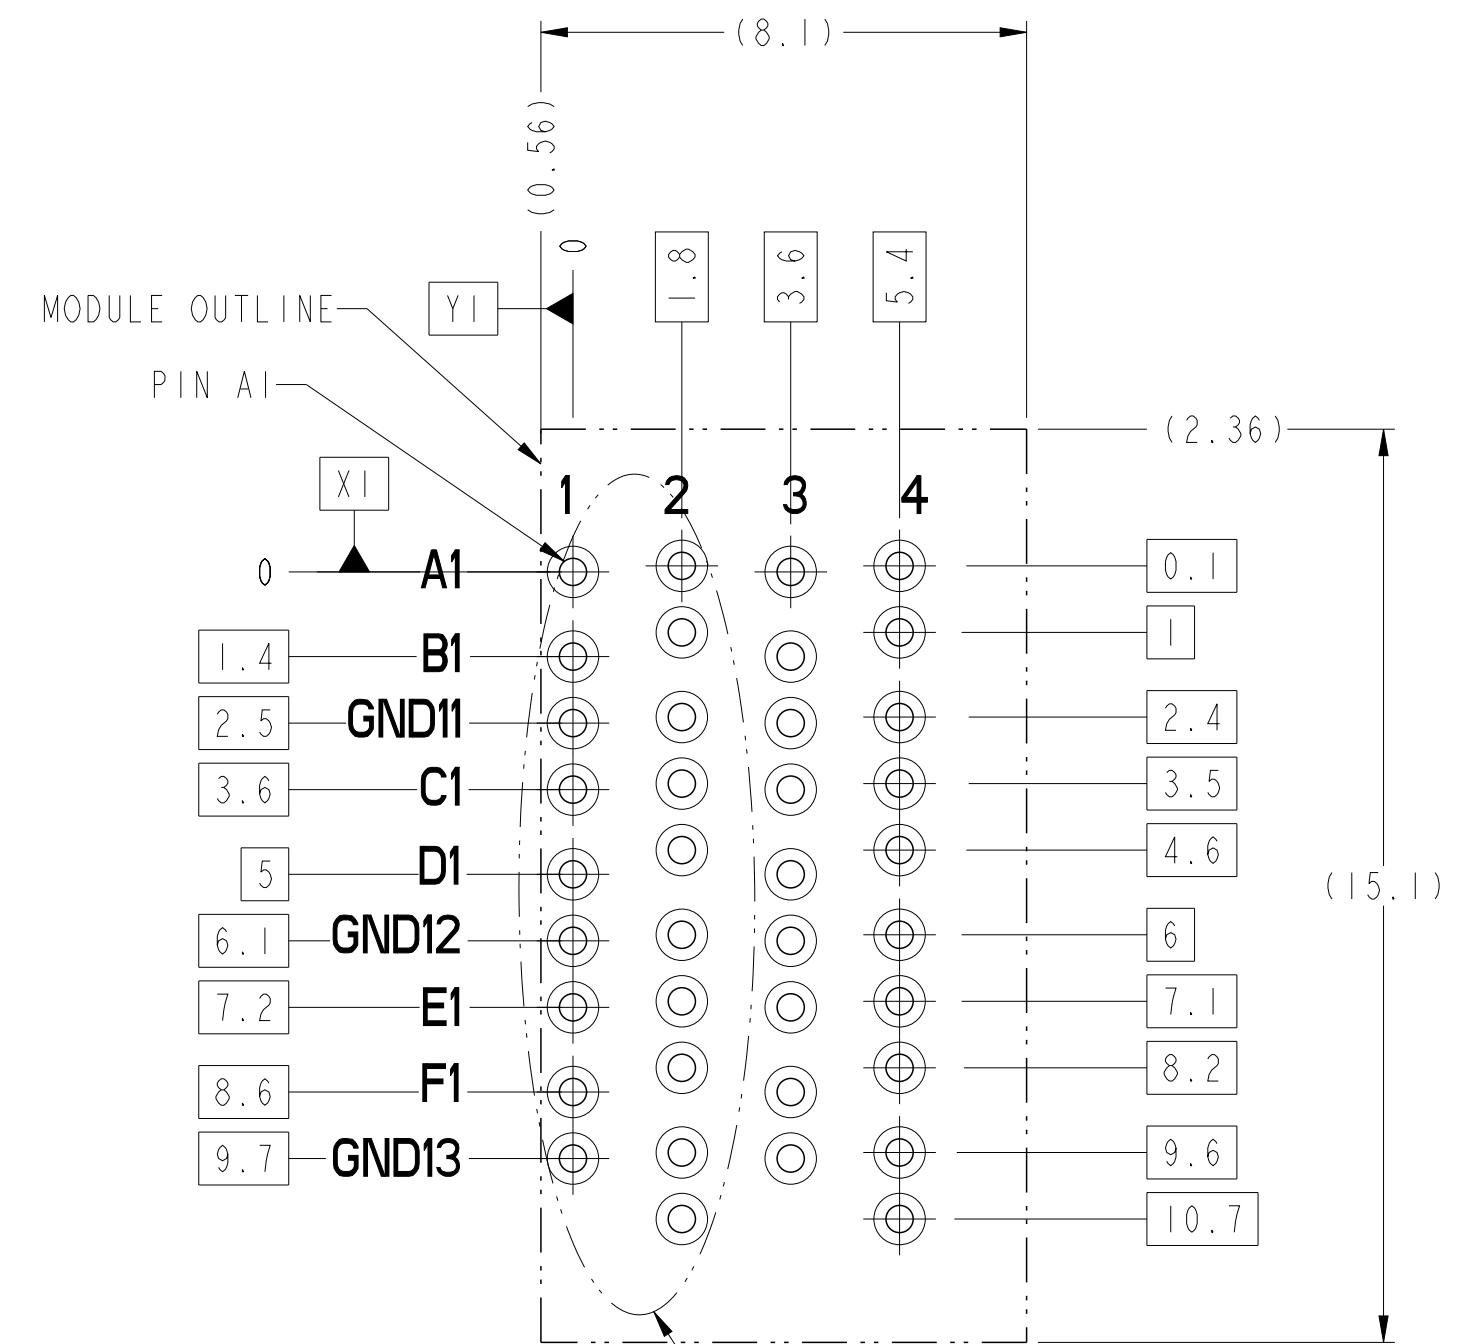 (8.1)
(0.56)
0
1.8
3.6
5.4
MODULE OUTLINE
Y1
PIN A1
(2.36)
X1
1 2 3 4
0 A1 0.1
1
1.4 B1
2.5 GND11 2.4
3.6 C1 3.5
4.6
5 D1
(15.1)
6.1 GND12 6
7.2 E1 7.1
8.2
8.6 F1
9.7 GND13 9.6
10.7